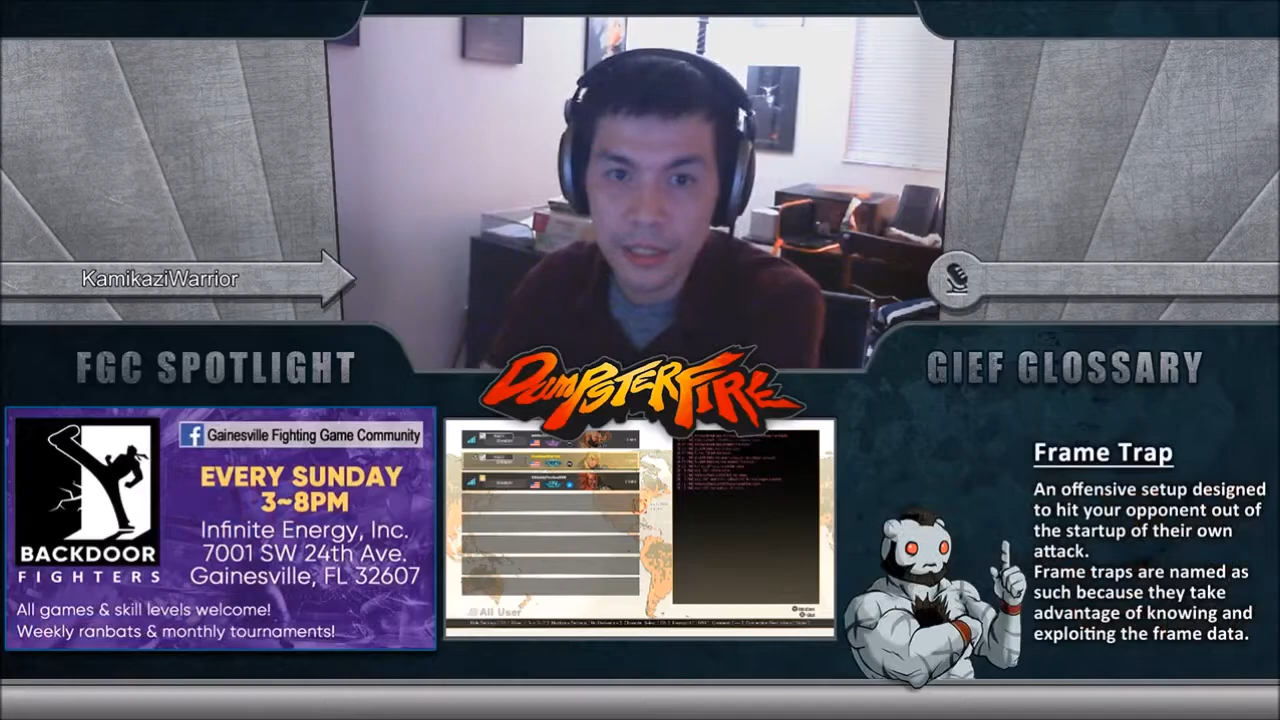 KamikaziWarrior
FGC SPOTLIGHT
DUMPSTERFIRE
GIEF GLOSSARY
BACKDOOR
FIGHTERS
Gainesville Fighting Game Community
EVERY SUNDAY
3~8PM
Infinite Energy, Inc.
7001 SW 24th Ave.
Gainesville, FL 32607
All games & skill levels welcome!
Weekly ranbats & monthly tournaments!
All User
Frame Trap
An offensive setup designed
to hit your opponent out of
the startup of their own
attack.
Frame traps are named as
such because they take
advantage of knowing and
exploiting the frame data.